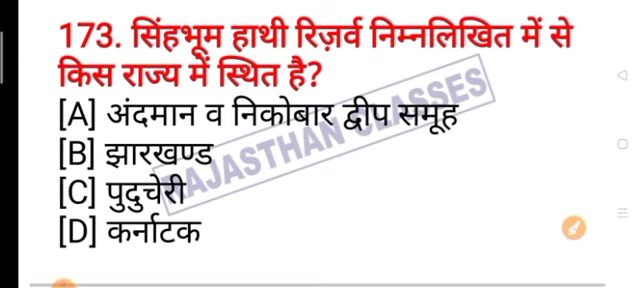 173. सिंहभूम हाथी रिज़र्व निम्नलिखित में से
किस राज्य में स्थित है?
[A] अंदमान व निकोबार द्वीप समूह
[B] झारखण्ड
[C] पुदुचेरी
[D] कर्नाटक
RAJASTHAN CLASSES